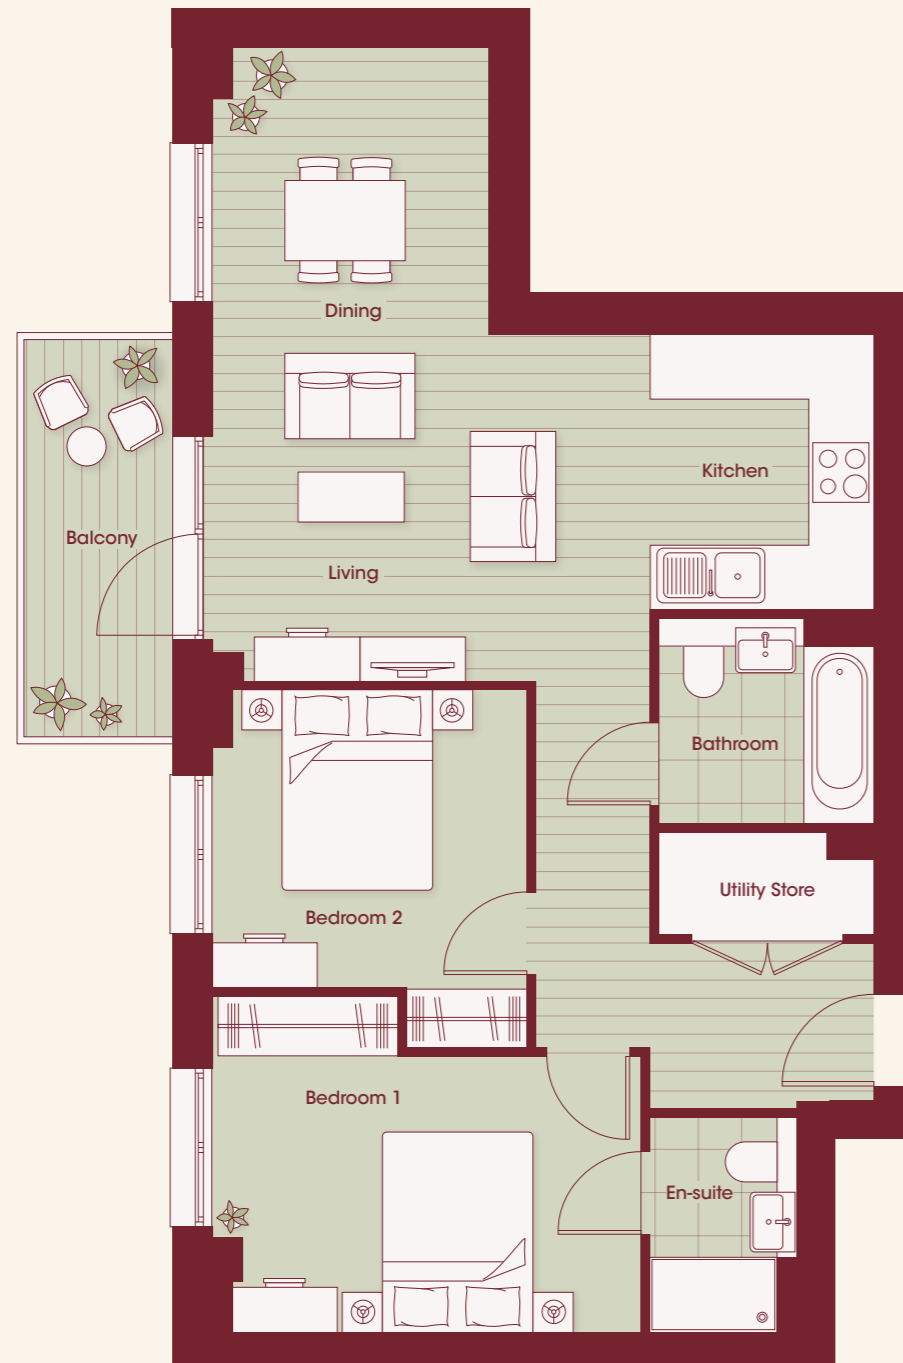 Dining
Kitchen
Balcony
Living
Bathroom
Utility Store
Bedroom 2
Bedroom 1
En-suite